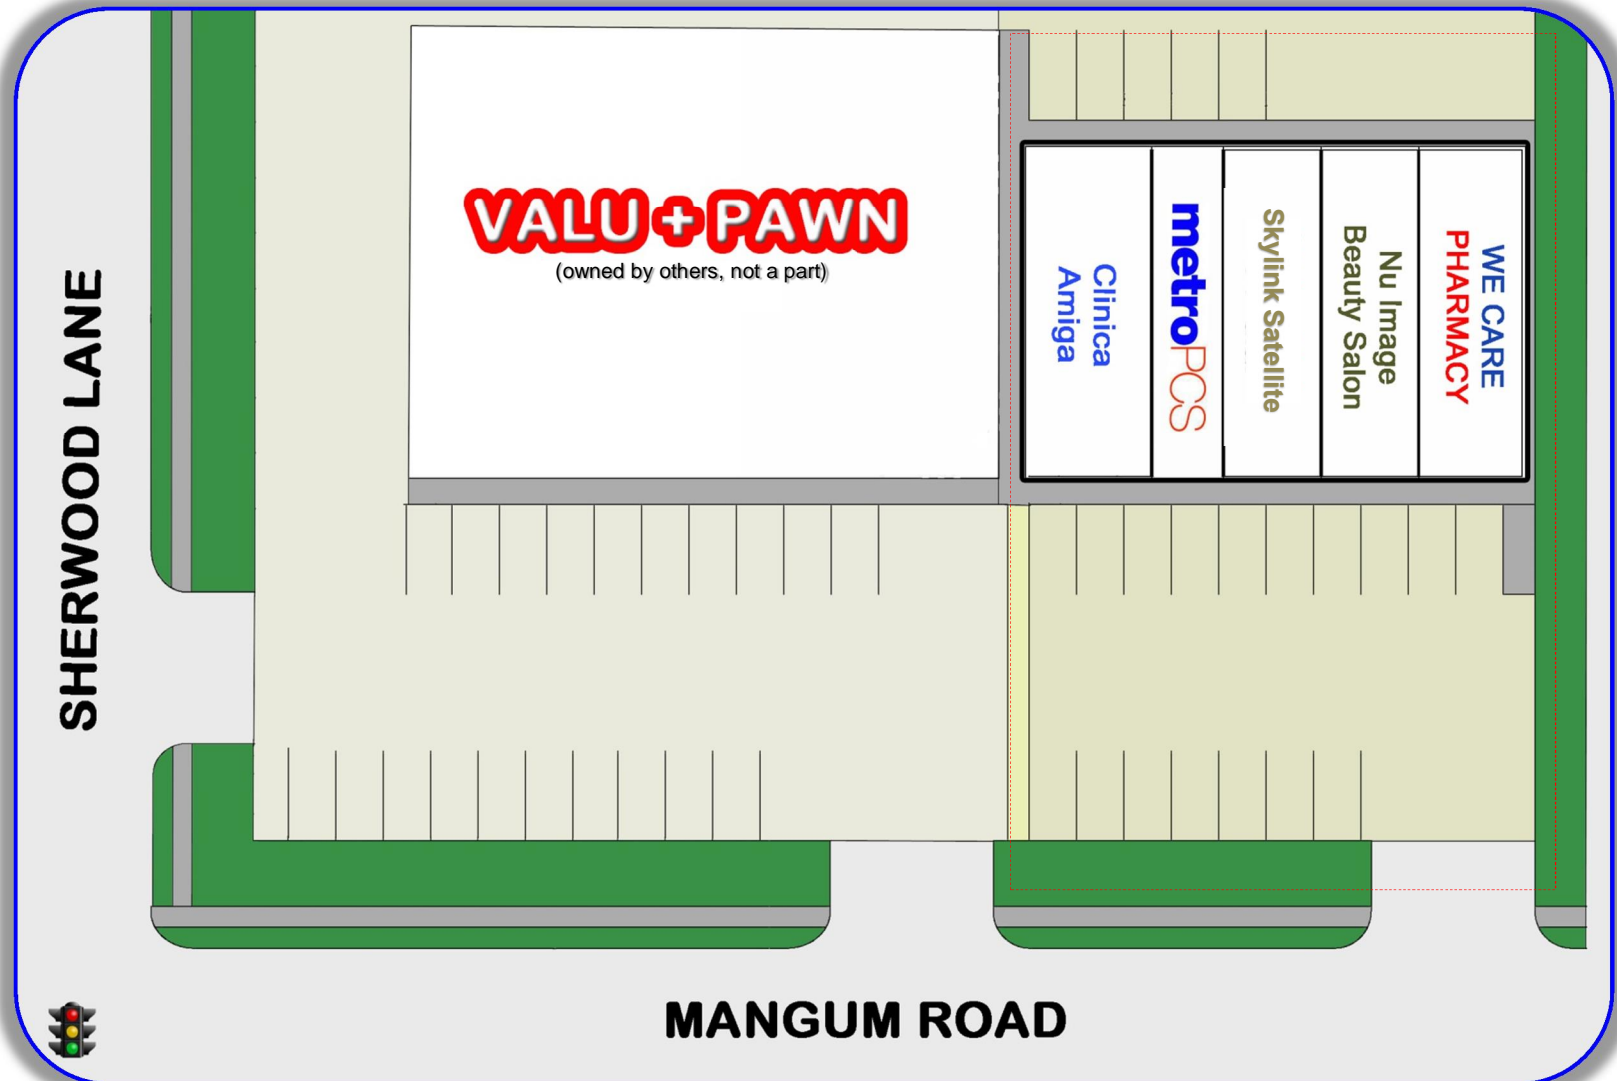 VALU+PAWN
(owned by others, not a part)
Clinica
Amiga
metroPCS
Skylink Satellite
Nu Image
Beauty Salon
WE CARE
PHARMACY
SHERWOOD LANE
MANGUM ROAD